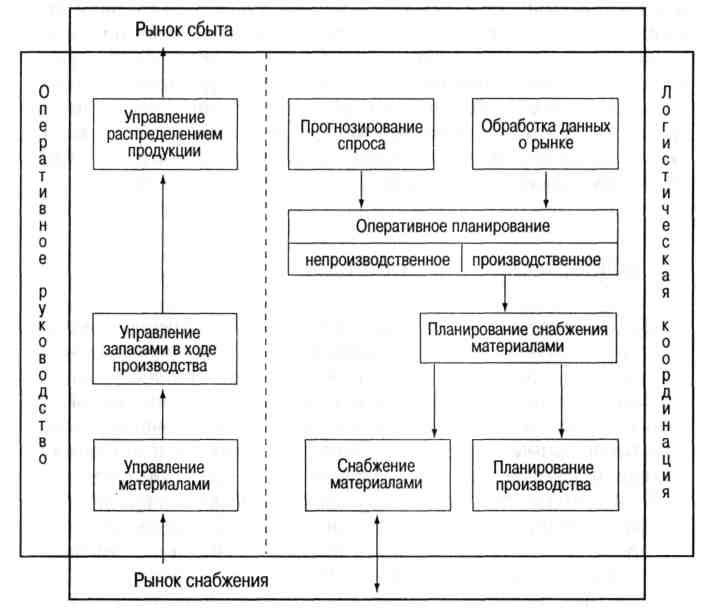 Рынок сбыта
Оперативное руководство
Управление
распределением
продукции
Прогнозирование
спроса
Обработка данных
о рынке
Логистическая координация
Оперативное планирование
непроизводственное
производственное
Управление
запасами в ходе
производства
Планирование снабжения
материалами
Управление
материалами
Снабжение
материалами
Планирование
производства
Рынок снабжения